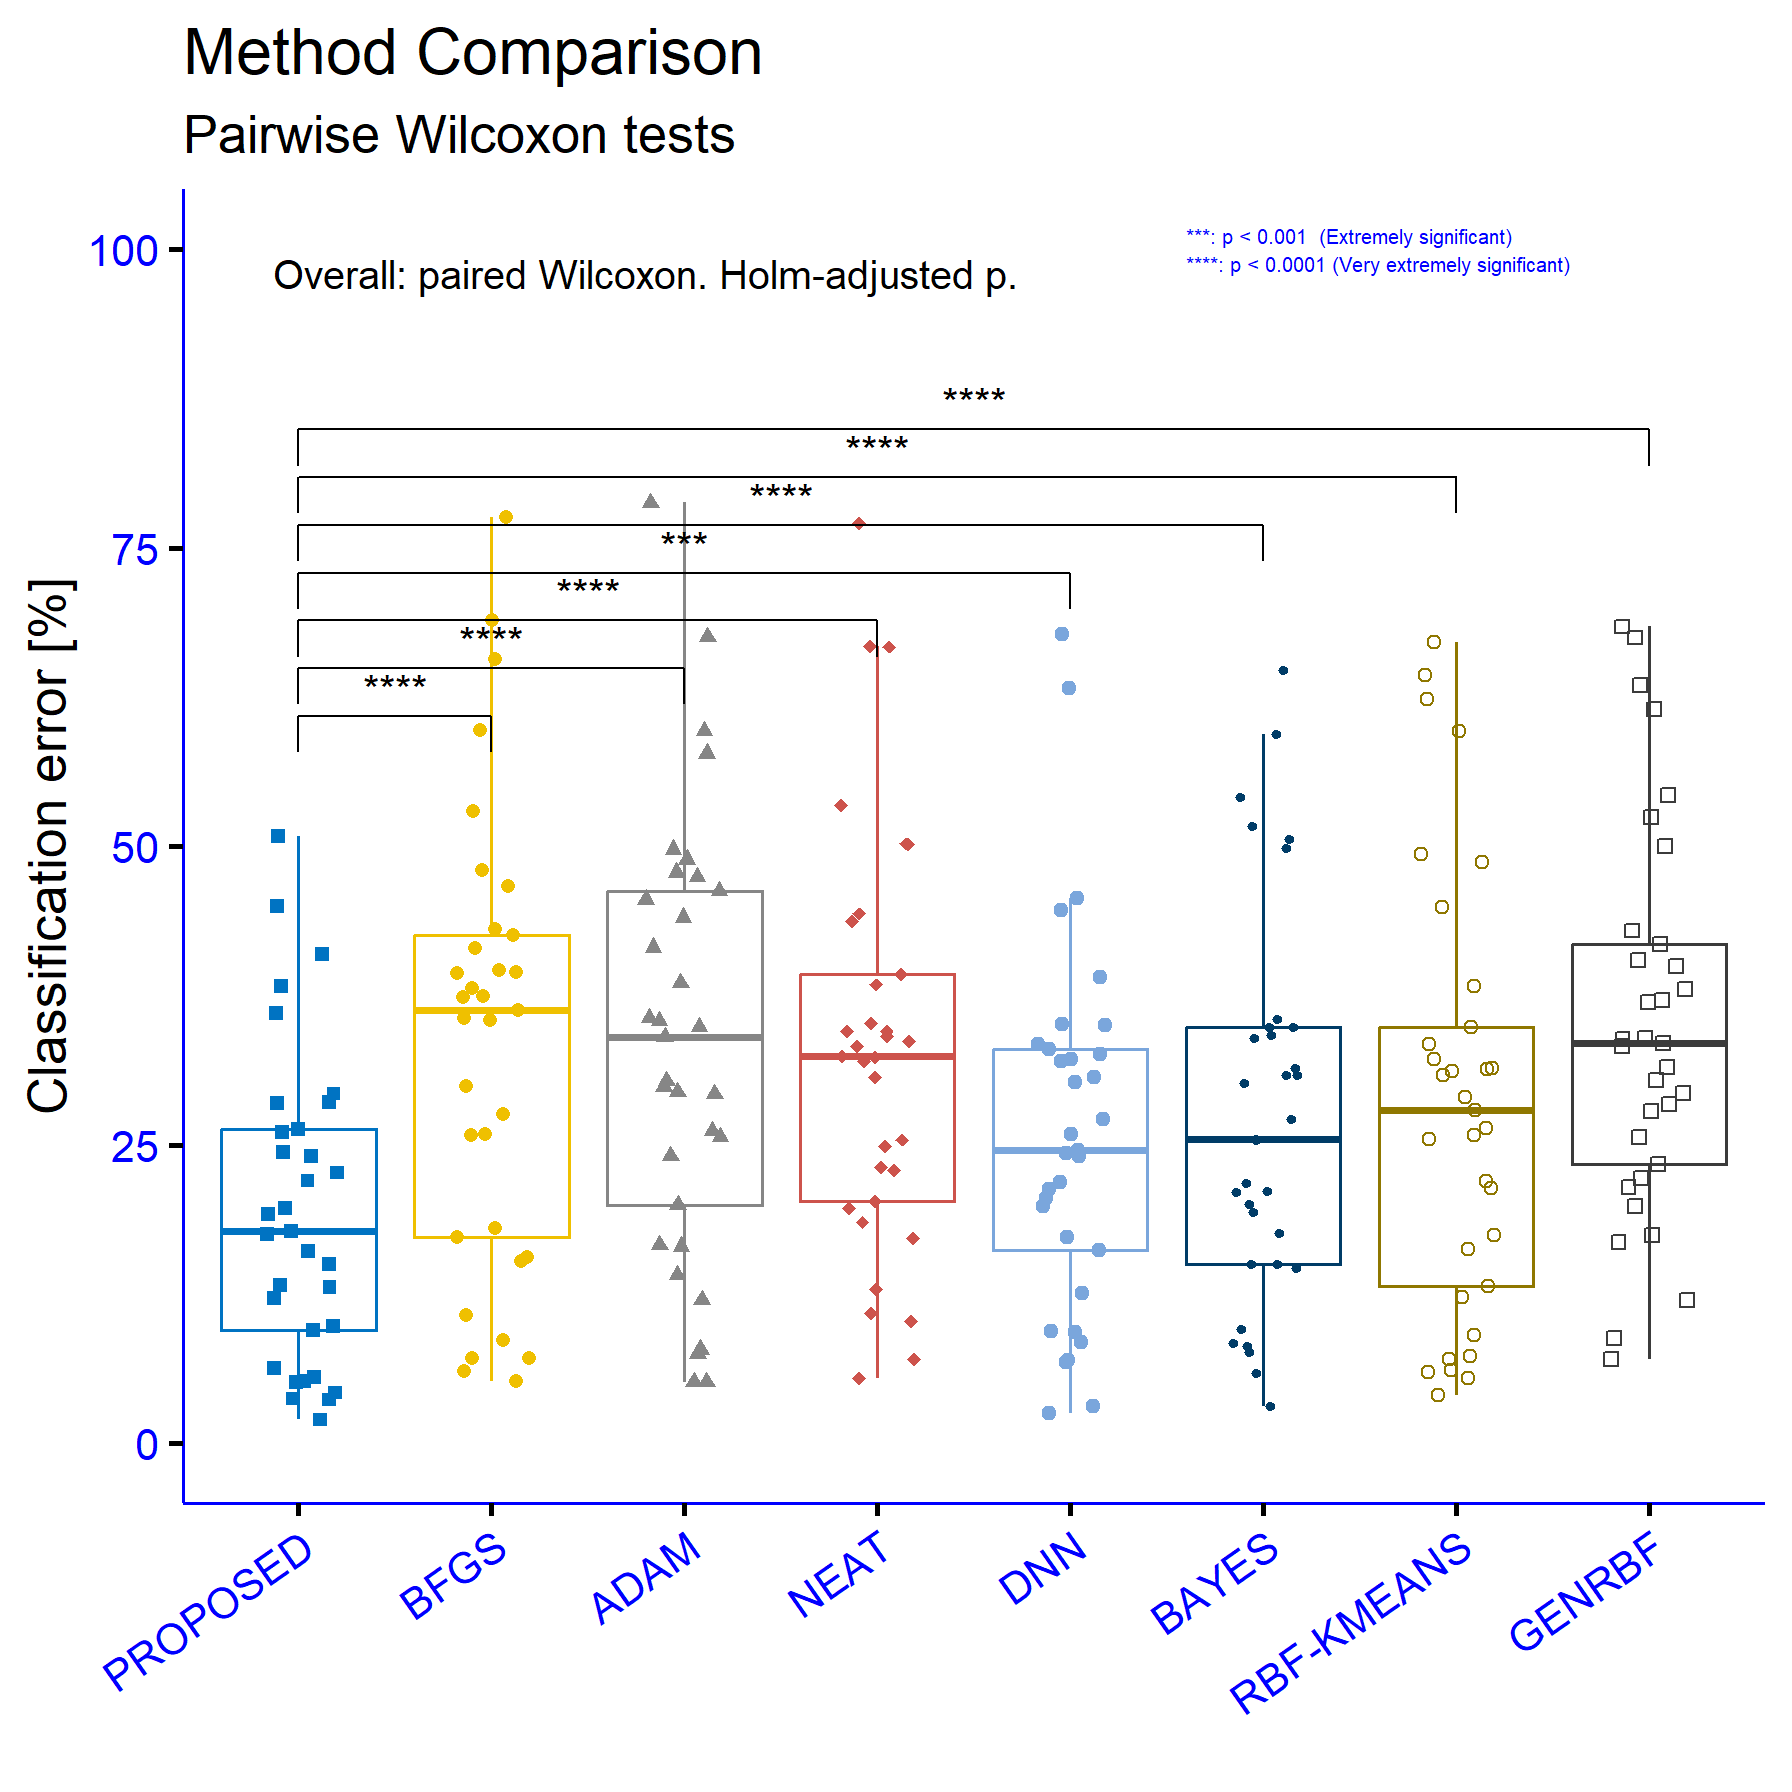 Method Comparison
Pairwise Wilcoxon tests
***: p < 0.001  (Extremely significant)
****: p < 0.0001 (Very extremely significant)
Overall: paired Wilcoxon. Holm-adjusted p.
Classification error [%]
100
75
50
25
0
****
****
****
***
****
****
****
PROPOSED
BFGS
ADAM
NEAT
DNN
BAYES
RBF-KMEANS
GENRBF